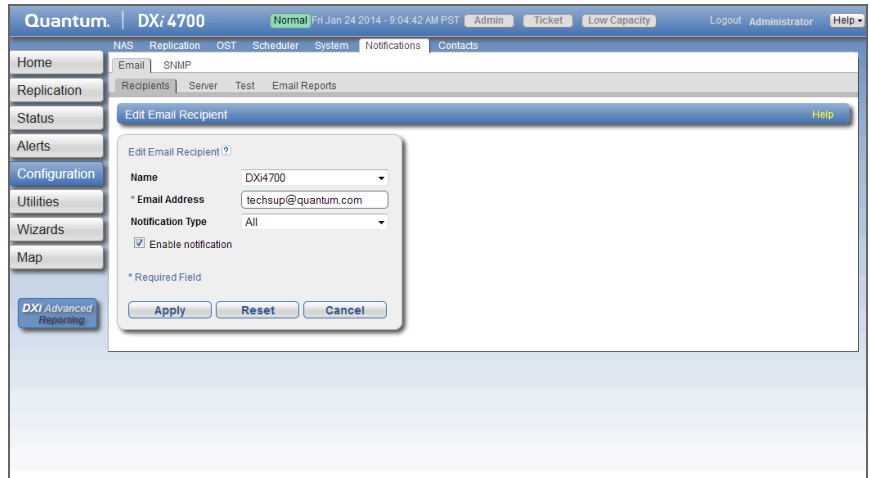 Quantum. DXi 4700 Normal Fri Jan 24 2014 - 9:04:42 AM PST Admin Ticket Low Capacity Logout Administrator Help
NAS Replication OST Scheduler System Notifications Contacts
Home
Email SNMP
Replication
Recipients Server Test Email Reports
Status
Edit Email Recipient Help
Alerts
Edit Email Recipient ?
Configuration
Name DXi4700
Utilities
* Email Address techsup@quantum.com
Wizards
Notification Type All
Enable notification
Map
* Required Field
DXI Advanced
Reporting
Apply Reset Cancel